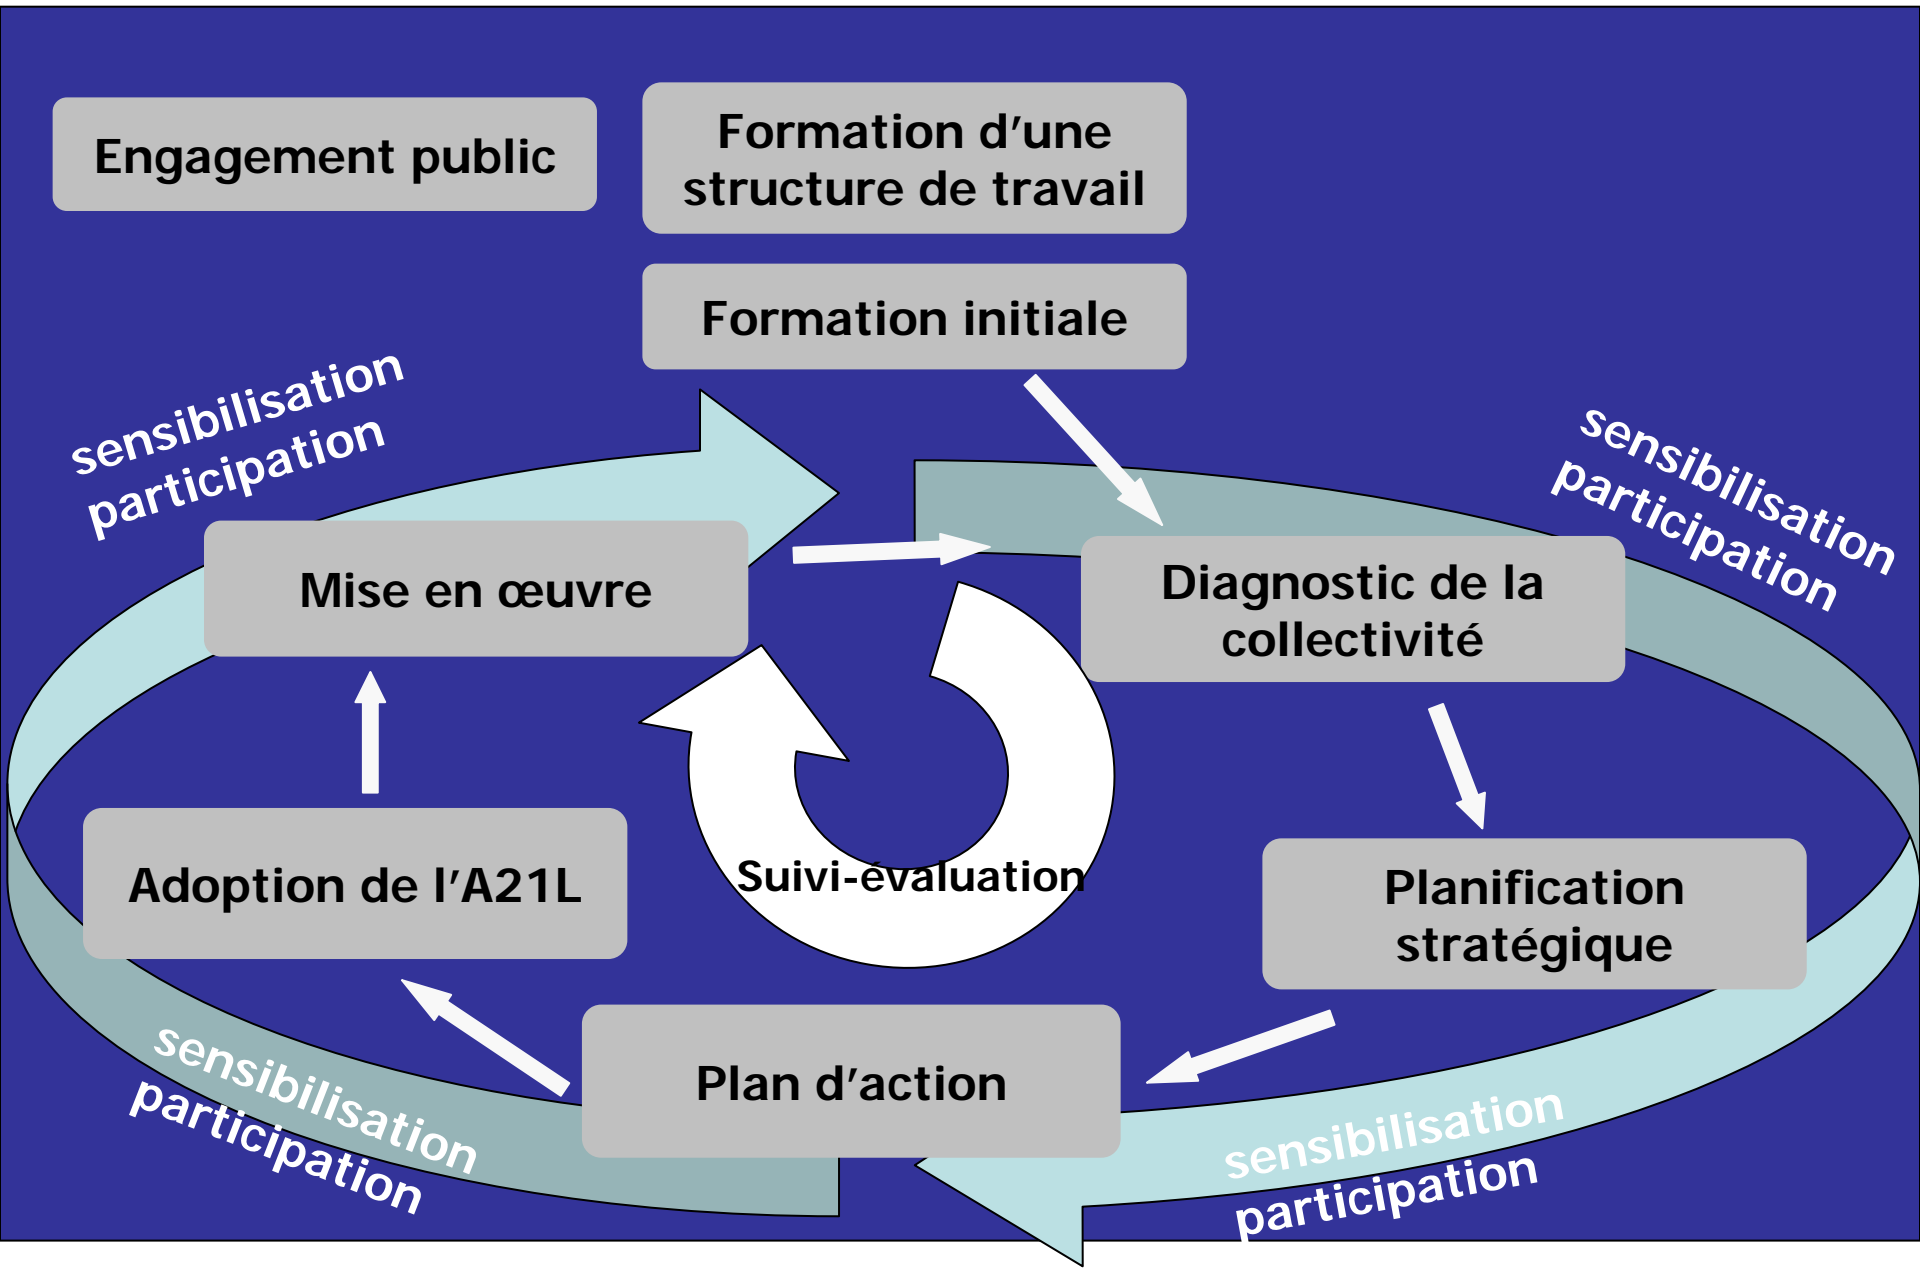 Engagement public
Formation d’une
structure de travail
Formation initiale
sensibilisation
participation
sensibilisation
participation
Mise en œuvre
Diagnostic de la
collectivité
Adoption de l’A21L
Suivi-évaluation
Planification
stratégique
Plan d’action
sensibilisation
participation
sensibilisation
participation